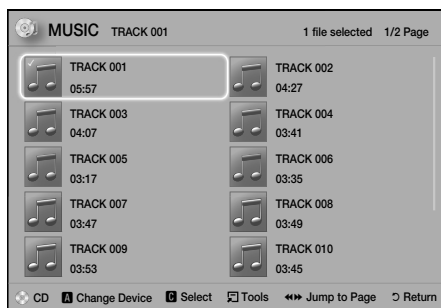 MUSIC TRACK 001 1 file selected 1/2 Page
TRACK 001 TRACK 002
05:57 04:27
TRACK 003 TRACK 004
04:07 03:41
TRACK 005 TRACK 006
03:17 03:35
TRACK 007 TRACK 008
03:47 03:49
TRACK 009 TRACK 010
03:53 03:45
CD A Change Device C Select Tools Jump to Page Return